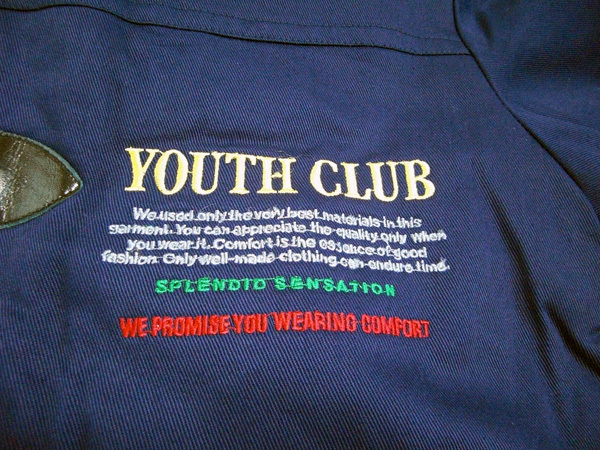 YOUTH CLUB
We used only the very best materials in this
garment. You can appreciate the quality only when
you wear it. Comfort is the essence of good
fashion. Only well-made clothing can endure time.
SPLENDID SENSATION
WE PROMISE YOU WEARING COMFORT